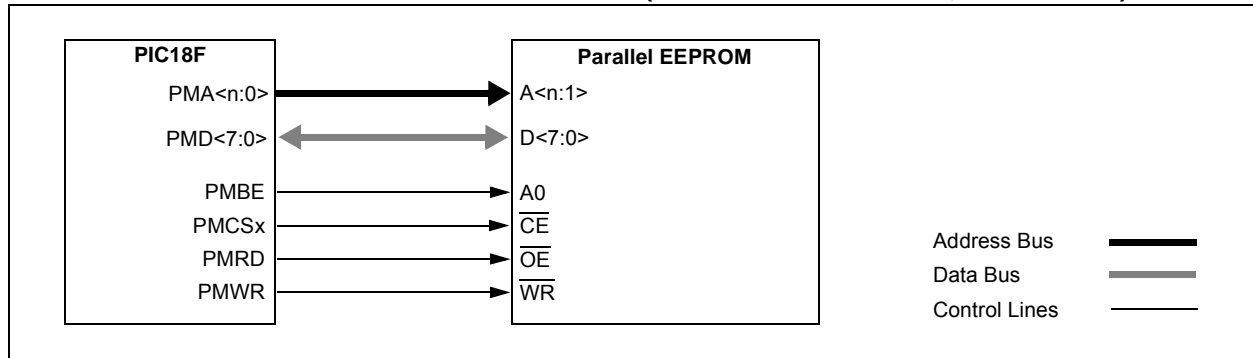 PIC18F
Parallel EEPROM
PMA<n:0>
A<n:1>
PMD<7:0>
D<7:0>
PMBE
A0
PMCSx
CE
PMRD
OE
PMWR
WR
Address Bus
Data Bus
Control Lines